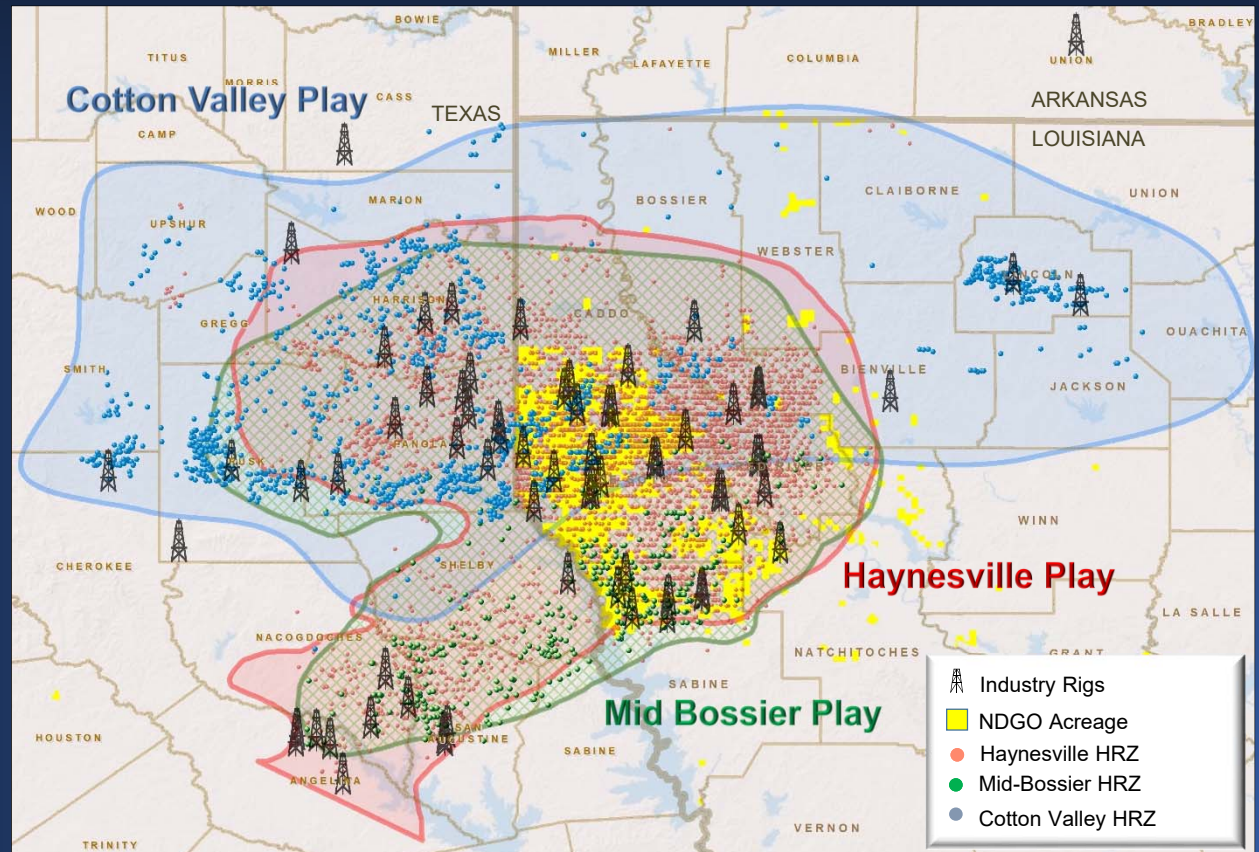 BOWIE
BRADLEY
TITUS
MILLER
LAFAYETTE
COLUMBIA
UNION
MORRIS
Cotton Valley Play
CASS
TEXAS
ARKANSAS
CAMP
LOUISIANA
WOOD
UPSHUR
MARION
BOSSIER
CLAIBORNE
UNION
WEBSTER
LINCOLN
HARRISON
CADDO
GREGG
OUACHITA
SMITH
BIENVILLE
JACKSON
PANOLA
RUSK
WINN
CHEROKEE
SHELBY
Haynesville Play
LA SALLE
NACOGDOCHES
NATCHITOCHES
GRANT
SABINE
Mid Bossier Play
HOUSTON
SAN
AUGUSTINE
SABINE
ANGELINA
VERNON
TRINITY
Industry Rigs
NDGO Acreage
Haynesville HRZ
Mid-Bossier HRZ
Cotton Valley HRZ